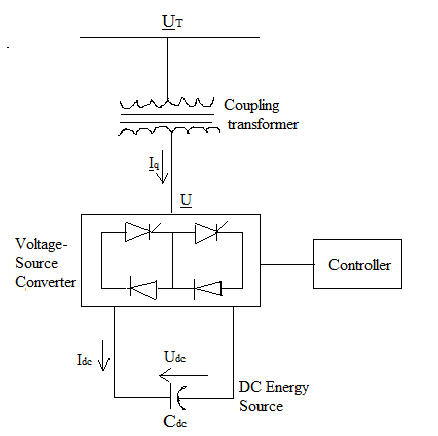 UT
Coupling
transformer
Iq
U
Voltage-
Source
Converter
Controller
Idc
Udc
DC Energy
Source
Cdc